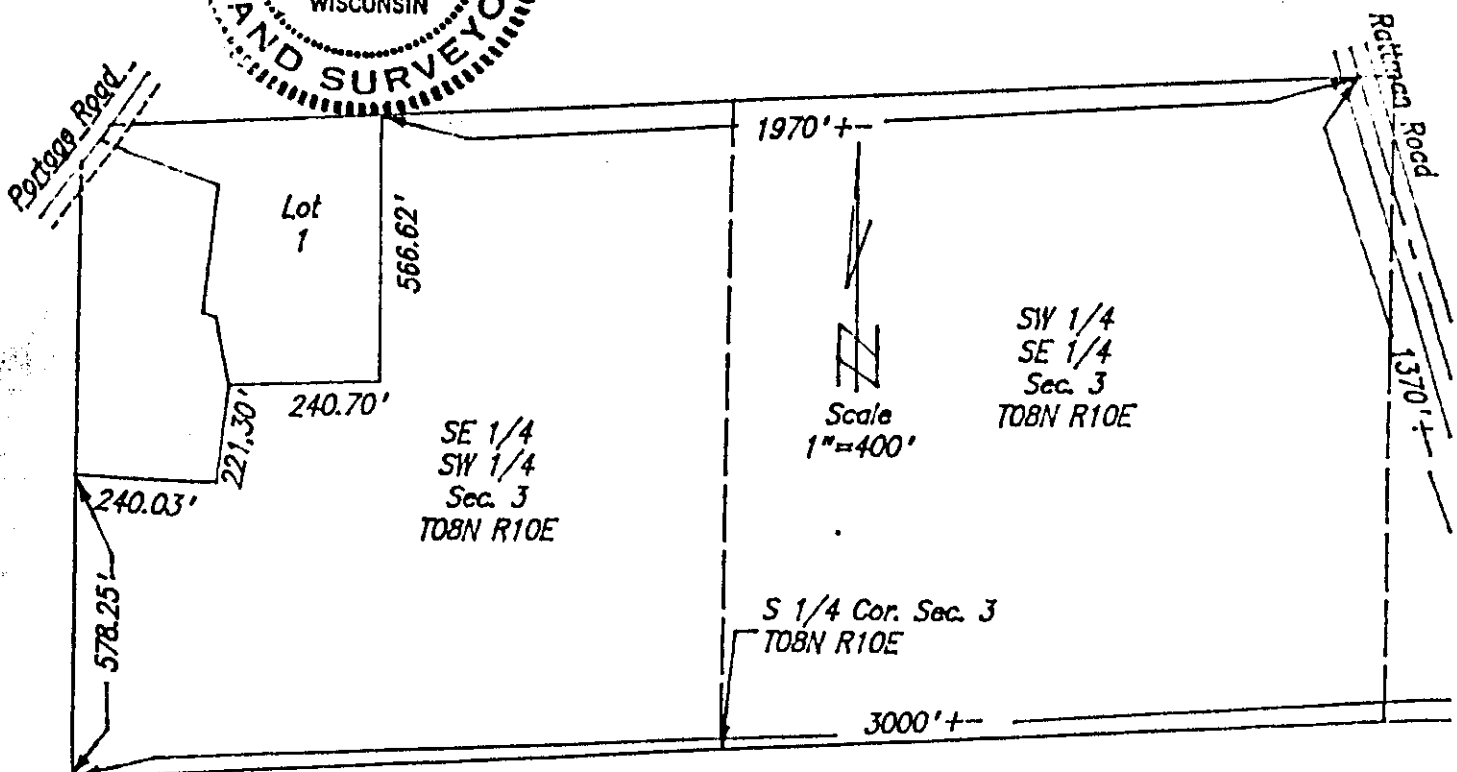 WISCONSIN
AND SURVEYO
Portage Road
Rattman Road
1970'+-
Lot
1
566.62'
SW 1/4
SE 1/4
Sec. 3
T08N R10E
1370'+-
Scale
1"=400'
240.70'
221.30'
SE 1/4
SW 1/4
Sec. 3
T08N R10E
240.03'
578.25'
S 1/4 Cor. Sec. 3
T08N R10E
3000'+-